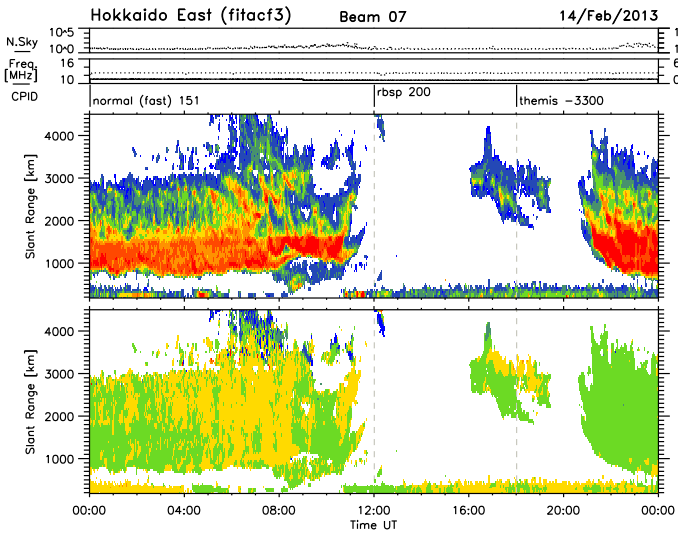 Hokkaido East (fitacf3) Beam 07 14/Feb/2013
N.Sky 10^5 10^0 1 1
Freq. [MHz] 16 10 6 0
CPID normal (fast) 151 rbsp 200 themis -3300
Slant Range [km] 4000 3000 2000 1000
Slant Range [km] 4000 3000 2000 1000
00:00 04:00 08:00 12:00 16:00 20:00 00:00
Time UT